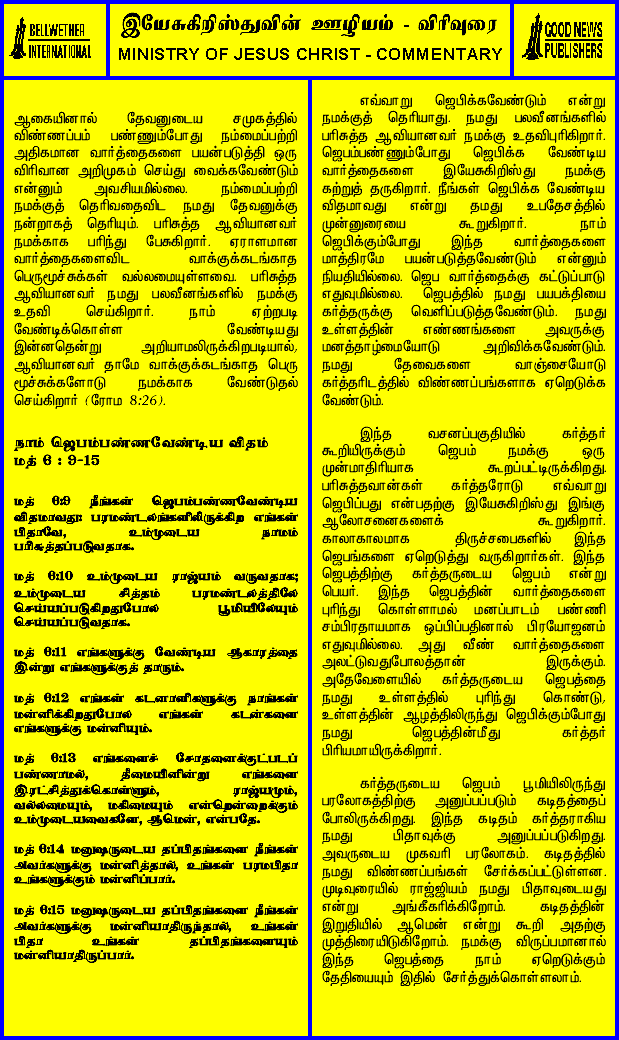 BELLWETHER
INTERNATIONAL
இயேசுகிறிஸ்துவின் ஊழியம் - விரிவுரை
MINISTRY OF JESUS CHRIST - COMMENTARY
GOOD NEWS
PUBLISHERS
ஆகையினால் தேவனுடைய சமுகத்தில்
விண்ணப்பம் பண்ணும்போது நம்மைப்பற்றி
அதிகமான வார்த்தைகளை பயன்படுத்தி ஒரு
விரிவான அறிமுகம் செய்து வைக்கவேண்டும்
என்னும் அவசியமில்லை. நம்மைப்பற்றி
நமக்குத் தெரிவதைவிட நமது தேவனுக்கு
நன்றாகத் தெரியும். பரிசுத்த ஆவியானவர்
நமக்காக பரிந்து பேசுகிறார். ஏராளமான
வார்த்தைகளைவிட வாக்குக்கடங்காத
பெருமூச்சுக்கள் வல்லமையுள்ளவை. பரிசுத்த
ஆவியானவர் நமது பலவீனங்களில் நமக்கு
உதவி செய்கிறார். நாம் ஏற்றபடி
வேண்டிக்கொள்ள வேண்டியது
இன்னதென்று அறியாமலிருக்கிறபடியால்,
ஆவியானவர் தாமே வாக்குக்கடங்காத பெரு
மூச்சுக்களோடு நமக்காக வேண்டுதல்
செய்கிறார் (ரோம 8:26).
நாம் ஜெபம்பண்ணவேண்டிய விதம்
மத் 6 : 9-15
மத் 6:9 நீங்கள் ஜெபம்பண்ணவேண்டிய
விதமாவது: பரமண்டலங்களிலிருக்கிற எங்கள்
பிதாவே, உம்முடைய நாமம்
பரிசுத்தப்படுவதாக.
மத் 6:10 உம்முடைய ராஜ்யம் வருவதாக;
உம்முடைய சித்தம் பரமண்டலத்திலே
செய்யப்படுகிறதுபோல பூமியிலேயும்
செய்யப்படுவதாக.
மத் 6:11 எங்களுக்கு வேண்டிய ஆகாரத்தை
இன்று எங்களுக்குத் தாரும்.
மத் 6:12 எங்கள் கடனாளிகளுக்கு நாங்கள்
மன்னிக்கிறதுபோல எங்கள் கடன்களை
எங்களுக்கு மன்னியும்.
மத் 6:13 எங்களைச் சோதனைக்குட்படப்
பண்ணாமல், தீமையினின்று எங்களை
இரட்சித்துக்கொள்ளும், ராஜ்யமும்,
வல்லமையும், மகிமையும் என்றென்றைக்கும்
உம்முடையவைகளே, ஆமென், என்பதே.
மத் 6:14 மனுஷருடைய தப்பிதங்களை நீங்கள்
அவர்களுக்கு மன்னித்தால், உங்கள் பரமபிதா
உங்களுக்கும் மன்னிப்பார்.
மத் 6:15 மனுஷருடைய தப்பிதங்களை நீங்கள்
அவர்களுக்கு மன்னியாதிருந்தால், உங்கள்
பிதா உங்கள் தப்பிதங்களையும்
மன்னியாதிருப்பார்.
எவ்வாறு ஜெபிக்கவேண்டும் என்று
நமக்குத் தெரியாது. நமது பலவீனங்களில்
பரிசுத்த ஆவியானவர் நமக்கு உதவிபுரிகிறார்.
ஜெபம்பண்ணும்போது ஜெபிக்க வேண்டிய
வார்த்தைகளை இயேசுகிறிஸ்து நமக்கு
கற்றுத் தருகிறார். நீங்கள் ஜெபிக்க வேண்டிய
விதமாவது என்று தமது உபதேசத்தில்
முன்னுரையை கூறுகிறார். நாம்
ஜெபிக்கும்போது இந்த வார்த்தைகளை
மாத்திரமே பயன்படுத்தவேண்டும் என்னும்
நியதியில்லை. ஜெப வார்த்தைக்கு கட்டுப்பாடு
எதுவுமில்லை. ஜெபத்தில் நமது பயபக்தியை
கர்த்தருக்கு வெளிப்படுத்தவேண்டும். நமது
உள்ளத்தின் எண்ணங்களை அவருக்கு
மனத்தாழ்மையோடு அறிவிக்கவேண்டும்.
நமது தேவைகளை வாஞ்சையோடு
கர்த்தரிடத்தில் விண்ணப்பங்களாக ஏறெடுக்க
வேண்டும்.
இந்த வசனப்பகுதியில் கர்த்தர்
கூறியிருக்கும் ஜெபம் நமக்கு ஒரு
முன்மாதிரியாக கூறப்பட்டிருக்கிறது.
பரிசுத்தவான்கள் கர்த்தரோடு எவ்வாறு
ஜெபிப்பது என்பதற்கு இயேசுகிறிஸ்து இங்கு
ஆலோசனைகளைக் கூறுகிறார்.
காலாகாலமாக திருச்சபைகளில் இந்த
ஜெபங்களை ஏறெடுத்து வருகிறார்கள். இந்த
ஜெபத்திற்கு கர்த்தருடைய ஜெபம் என்று
பெயர். இந்த ஜெபத்தின் வார்த்தைகளை
புரிந்து கொள்ளாமல் மனப்பாடம் பண்ணி
சம்பிரதாயமாக ஒப்பிப்பதினால் பிரயோஜனம்
எதுவுமில்லை. அது வீண் வார்த்தைகளை
அலட்டுவதுபோலத்தான் இருக்கும்.
அதேவேளையில் கர்த்தருடைய ஜெபத்தை
நமது உள்ளத்தில் புரிந்து கொண்டு,
உள்ளத்தின் ஆழத்திலிருந்து ஜெபிக்கும்போது
நமது ஜெபத்தின்மீது கர்த்தர்
பிரியமாயிருக்கிறார்.
கர்த்தருடைய ஜெபம் பூமியிலிருந்து
பரலோகத்திற்கு அனுப்பப்படும் கடிதத்தைப்
போலிருக்கிறது. இந்த கடிதம் கர்த்தராகிய
நமது பிதாவுக்கு அனுப்பப்படுகிறது.
அவருடைய முகவரி பரலோகம். கடிதத்தில்
நமது விண்ணப்பங்கள் சேர்க்கப்பட்டுள்ளன.
முடிவுரையில் ராஜ்ஜியம் நமது பிதாவுடையது
என்று அங்கீகரிக்கிறோம். கடிதத்தின்
இறுதியில் ஆமென் என்று கூறி அதற்கு
முத்திரையிடுகிறோம். நமக்கு விருப்பமானால்
இந்த ஜெபத்தை நாம் ஏறெடுக்கும்
தேதியையும் இதில் சேர்த்துக்கொள்ளலாம்.